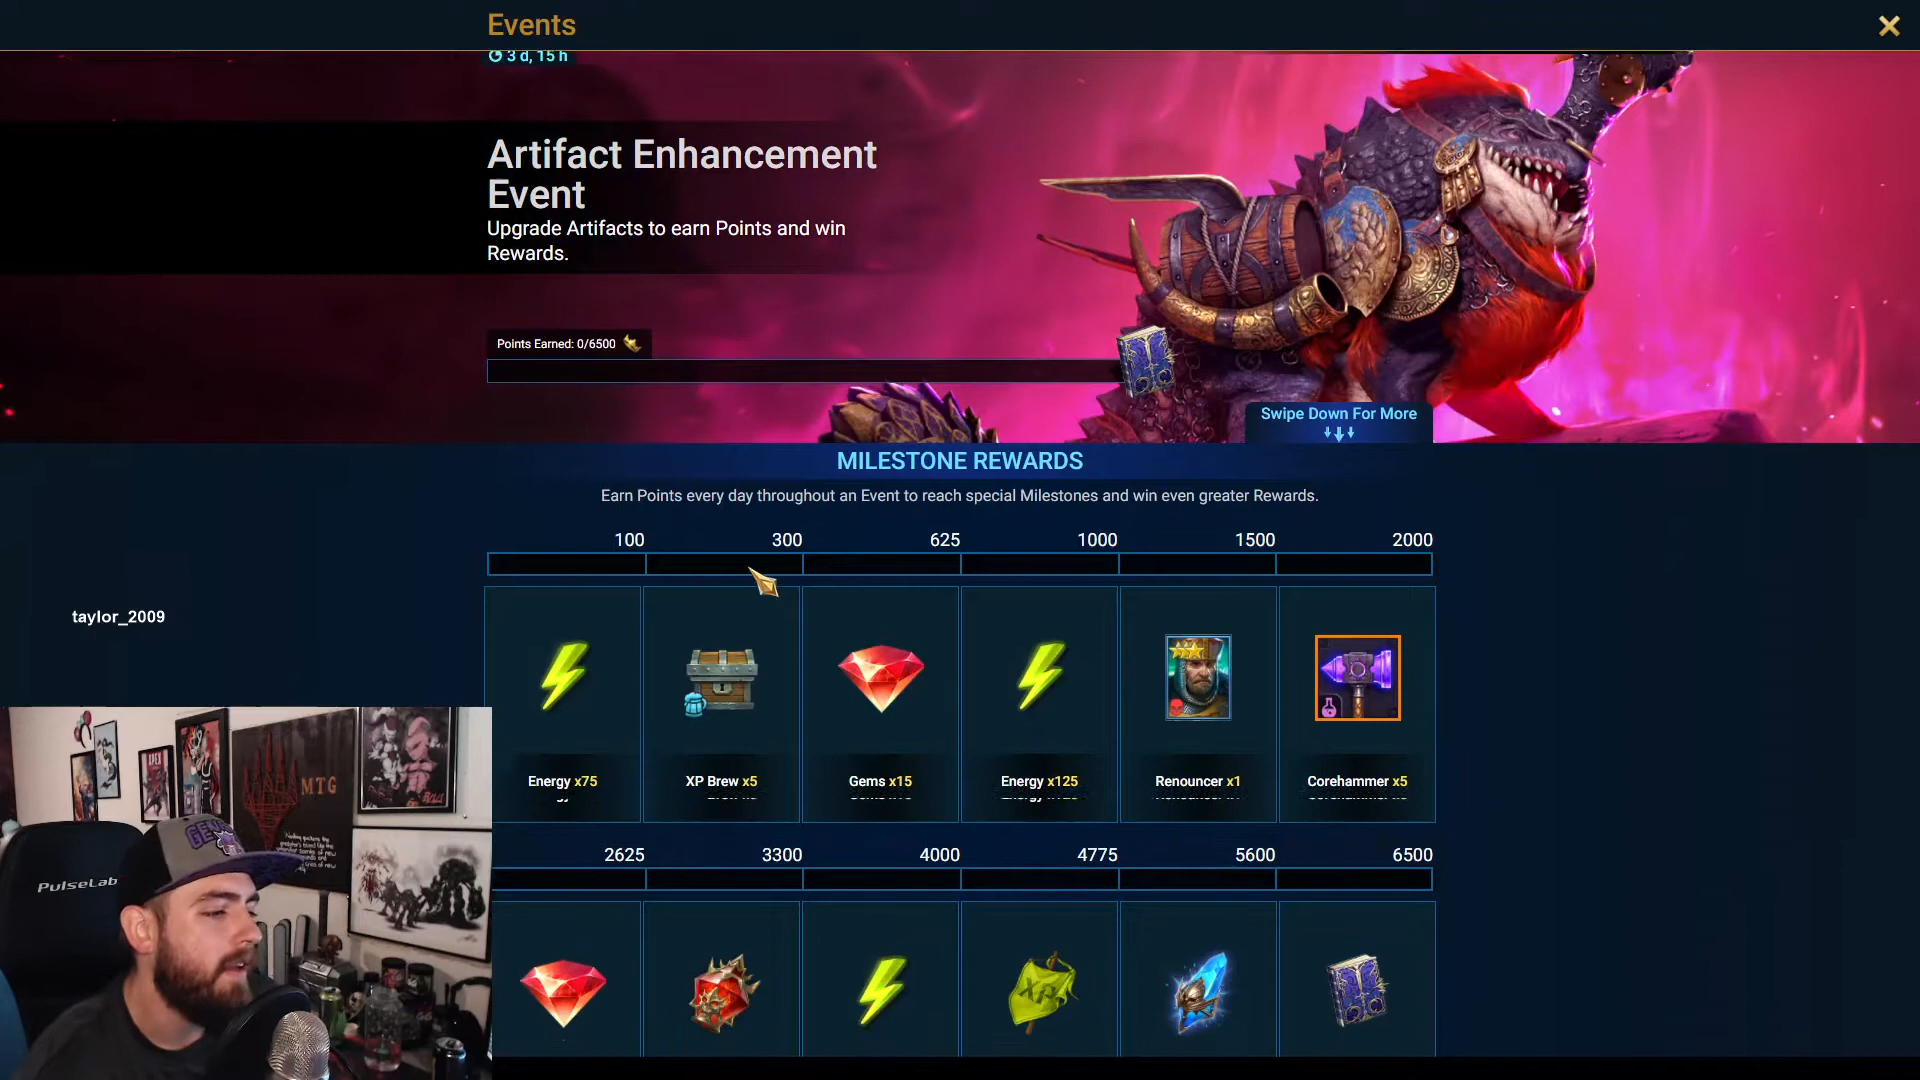 Events
3 d, 15 h
Artifact Enhancement
Event
Upgrade Artifacts to earn Points and win
Rewards.
Points Earned: 0/6500
Swipe Down For More
MILESTONE REWARDS
Earn Points every day throughout an Event to reach special Milestones and win even greater Rewards.
100 300 625 1000 1500 2000
taylor_2009
Energy x75 XP Brew x5 Gems x15 Energy x125 Renouncer x1 Corehammer x5
2625 3300 4000 4775 5600 6500
XP
MTG
PulseLab